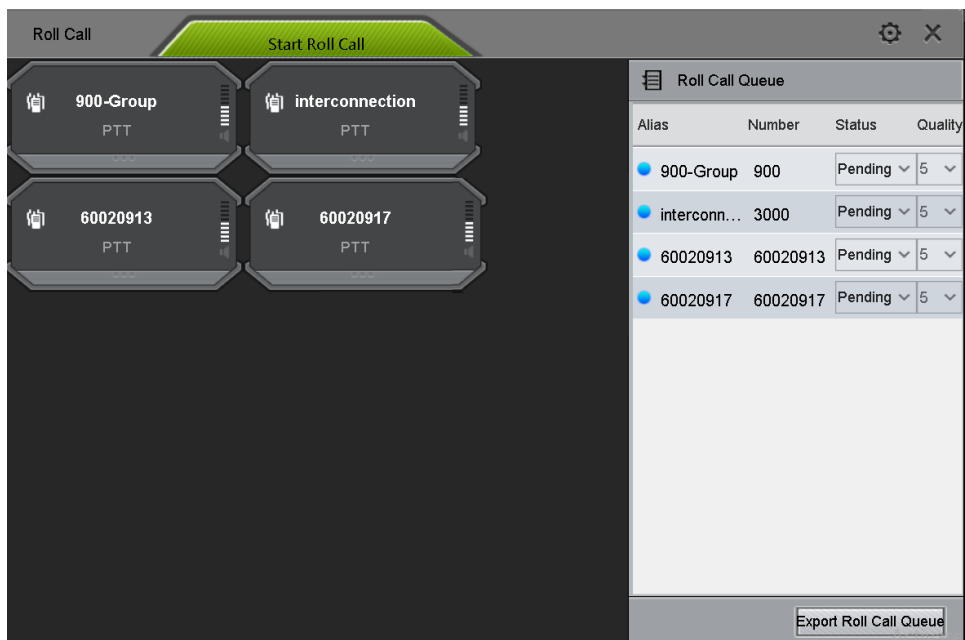 Roll Call
Start Roll Call
900-Group
PTT
interconnection
PTT
60020913
PTT
60020917
PTT
Roll Call Queue
Alias Number Status Quality
900-Group 900 Pending 5
interconn... 3000 Pending 5
60020913 60020913 Pending 5
60020917 60020917 Pending 5
Export Roll Call Queue